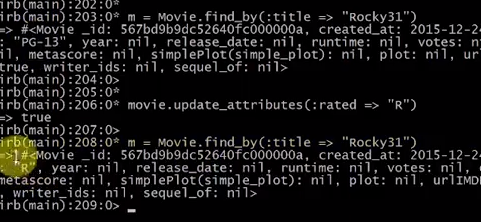 irb(main):202:0*
irb(main):203:0* m = Movie.find_by(:title => "Rocky31")
=> #<Movie _id: 567bd9b9dc52640fc000000a, created_at: 2015-12-24
: "PG-13", year: nil, release_date: nil, runtime: nil, votes: n
il, metascore: nil, simplePlot(simple_plot): nil, plot: nil, ur
true, writer_ids: nil, sequel_of: nil>
irb(main):204:0>
irb(main):205:0*
irb(main):206:0* movie.update_attributes(:rated => "R")
=> true
irb(main):207:0>
irb(main):208:0* m = Movie.find_by(:title => "Rocky31")
=> #<Movie _id: 567bd9b9dc52640fc000000a, created_at: 2015-12-24
: "R", year: nil, release_date: nil, runtime: nil, votes: nil,
metascore: nil, simplePlot(simple_plot): nil, plot: nil, urlIMDB
, writer_ids: nil, sequel_of: nil>
irb(main):209:0> _